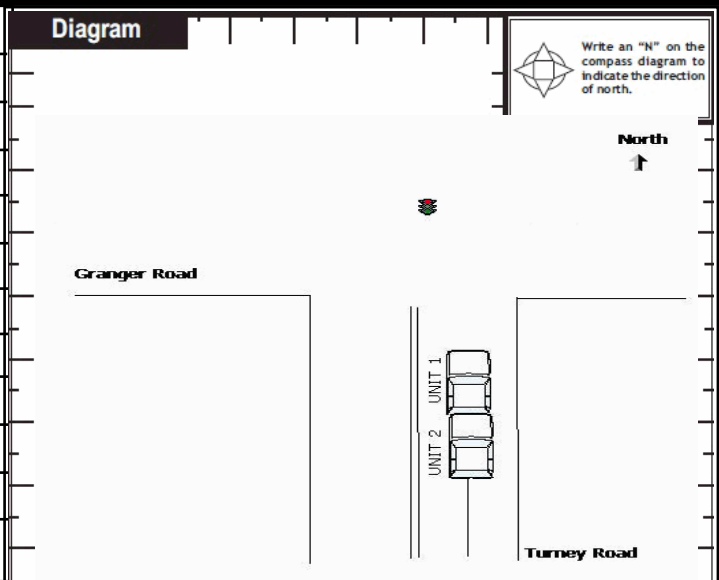 Diagram
Write an “N” on the
compass diagram to
indicate the direction
of north.
North
Granger Road
UNIT 1
UNIT 2
Turney Road